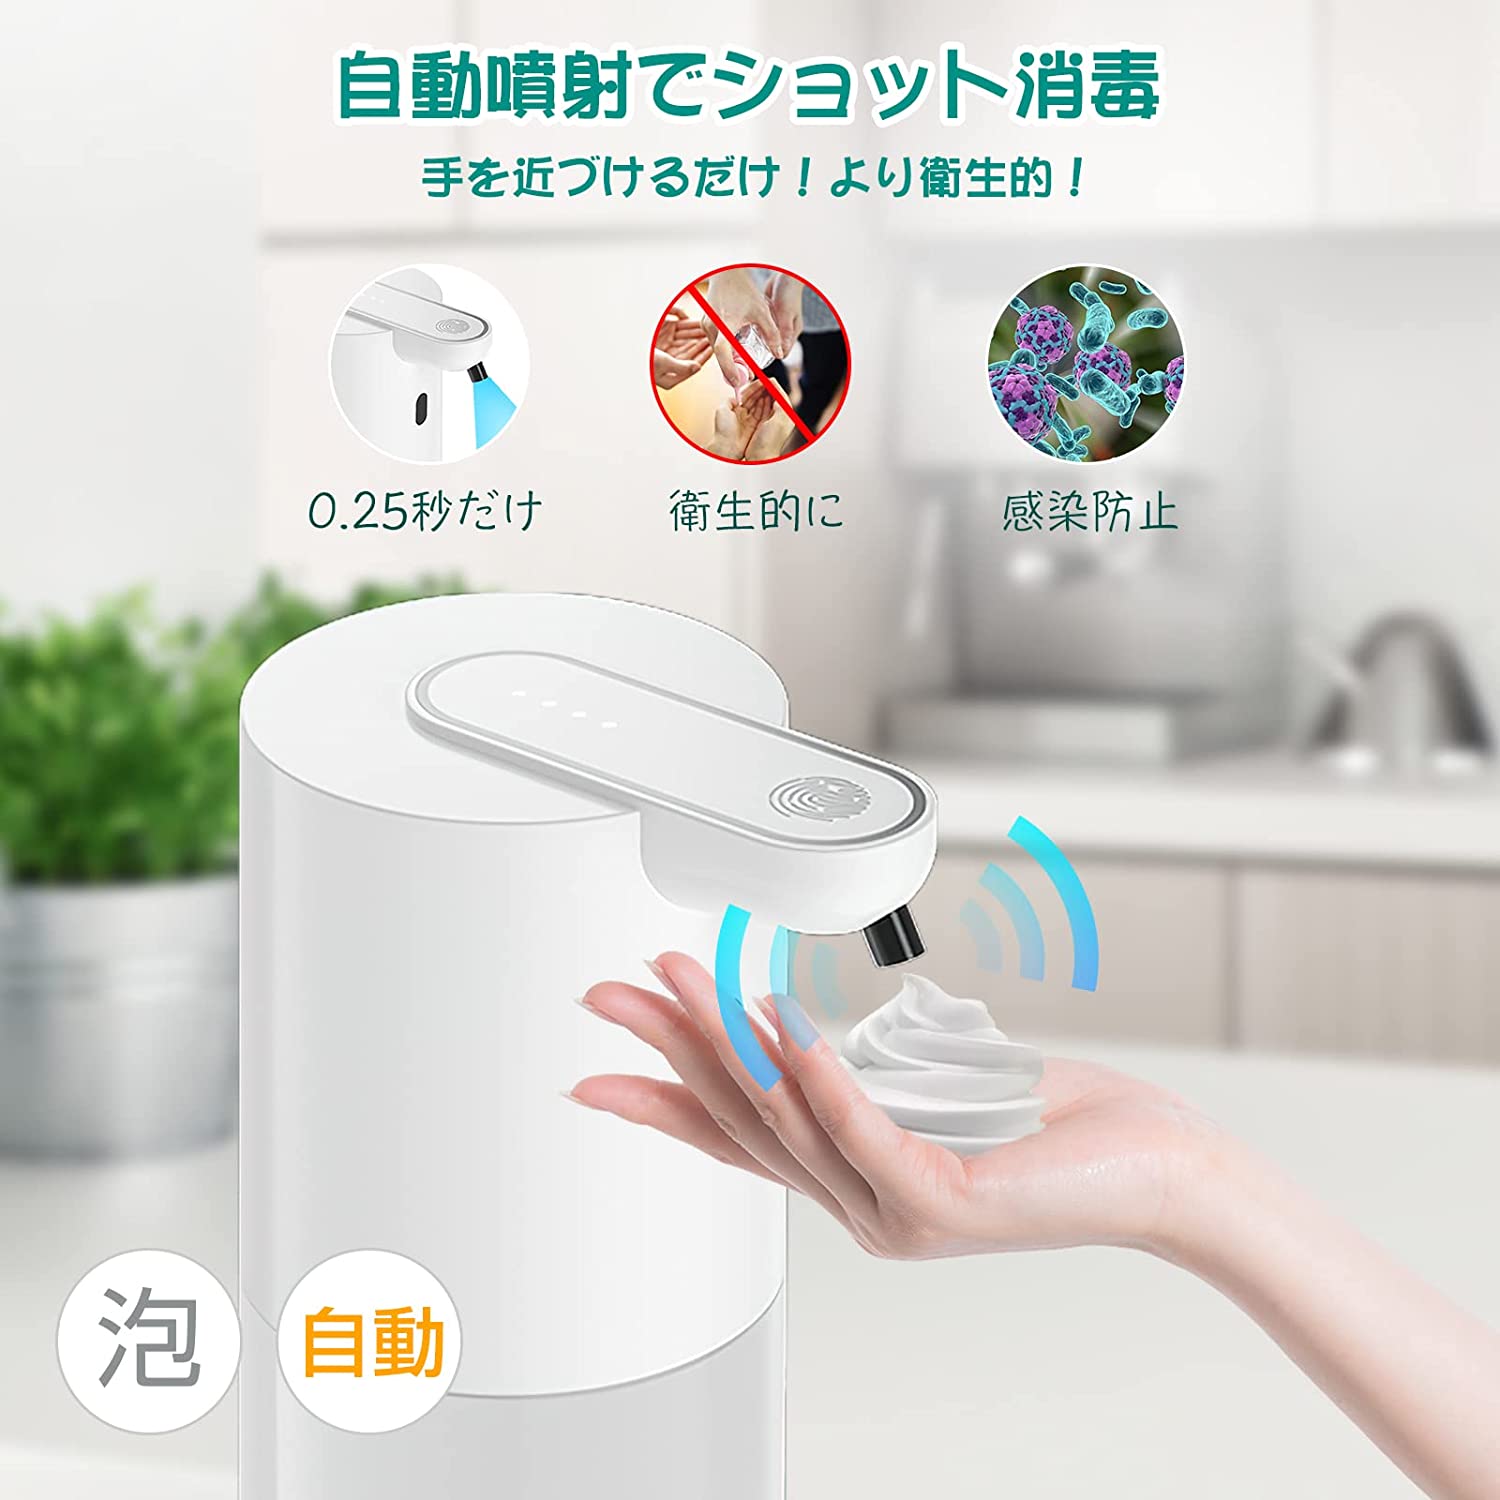 自動噴射でショット消毒
手を近づけるだけ！より衛生的！
0.25秒だけ
衛生的に
感染防止
泡
自動